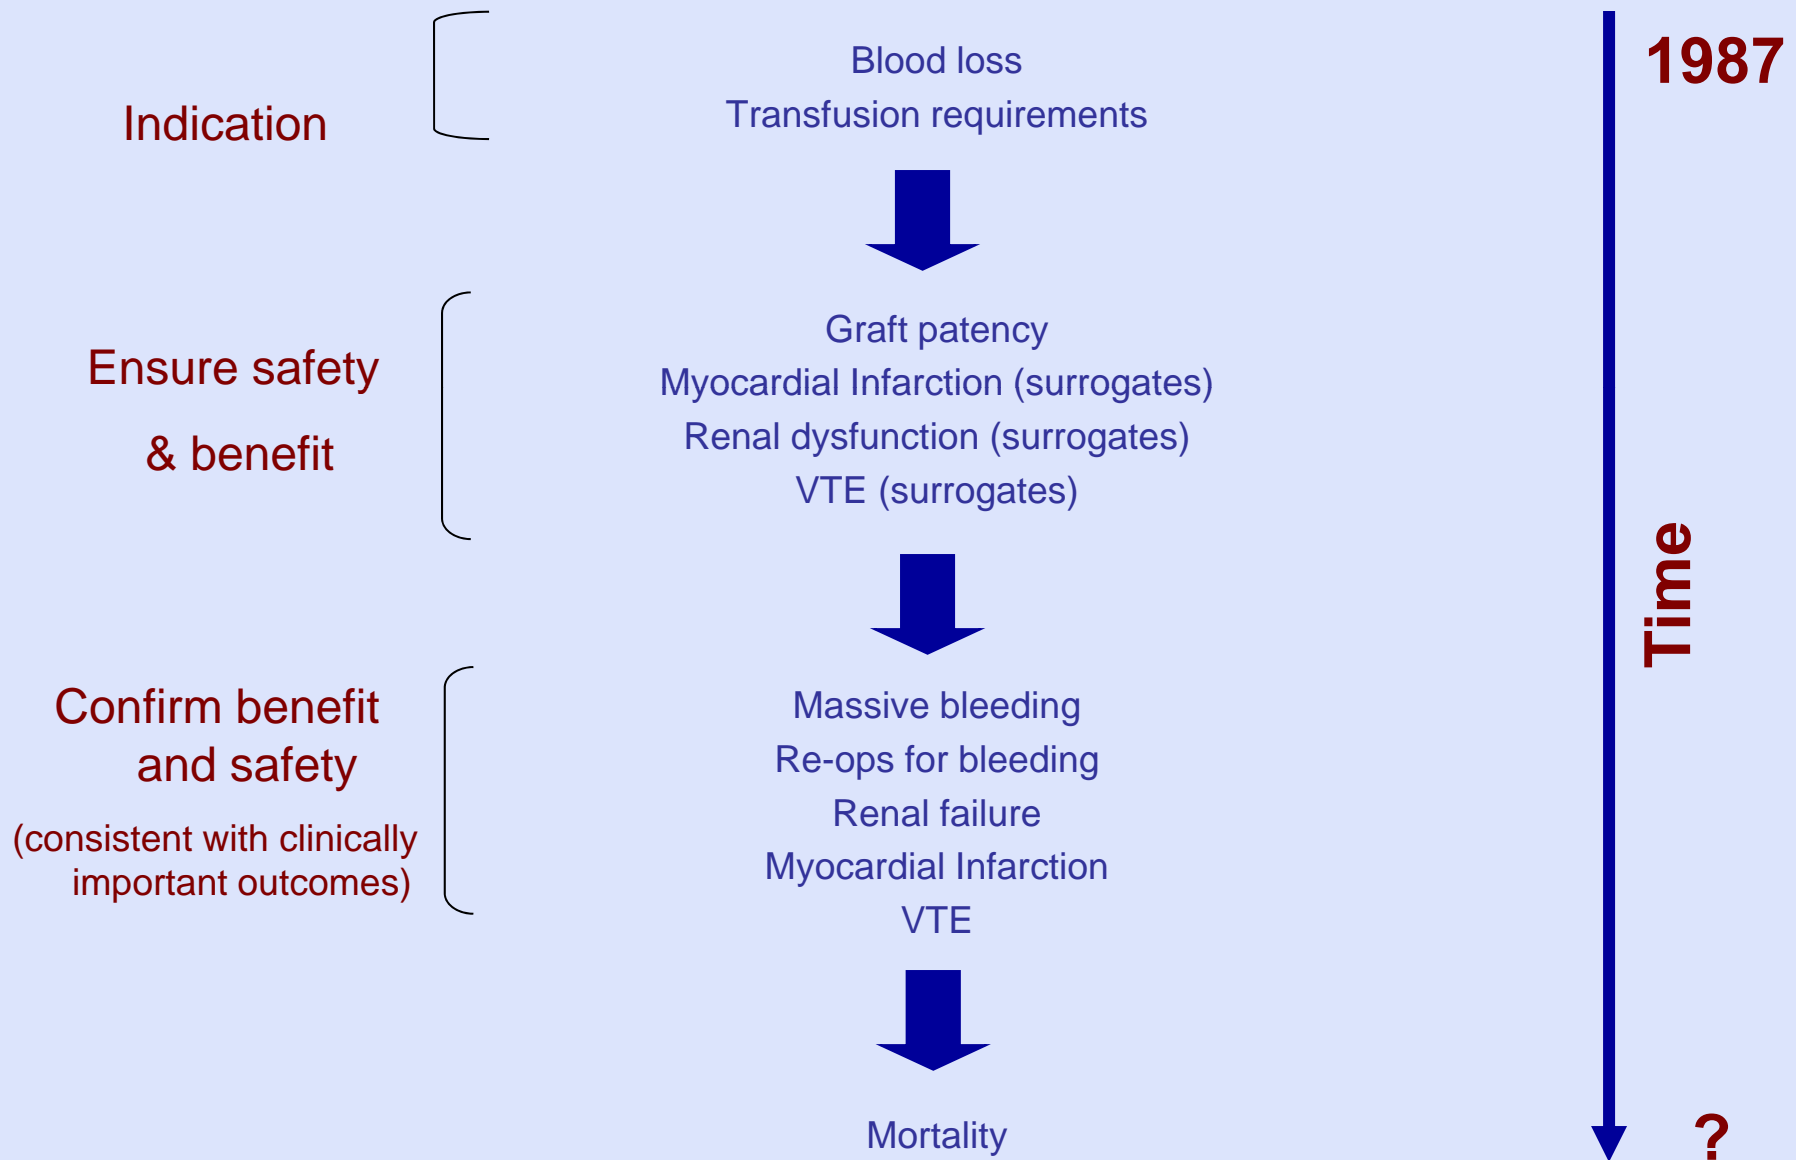 1987
Blood loss
Transfusion requirements
Indication
Graft patency
Myocardial Infarction (surrogates)
Renal dysfunction (surrogates)
VTE (surrogates)
Ensure safety
& benefit
Time
Massive bleeding
Re-ops for bleeding
Renal failure
Myocardial Infarction
VTE
Confirm benefit
and safety
(consistent with clinically
important outcomes)
Mortality
?